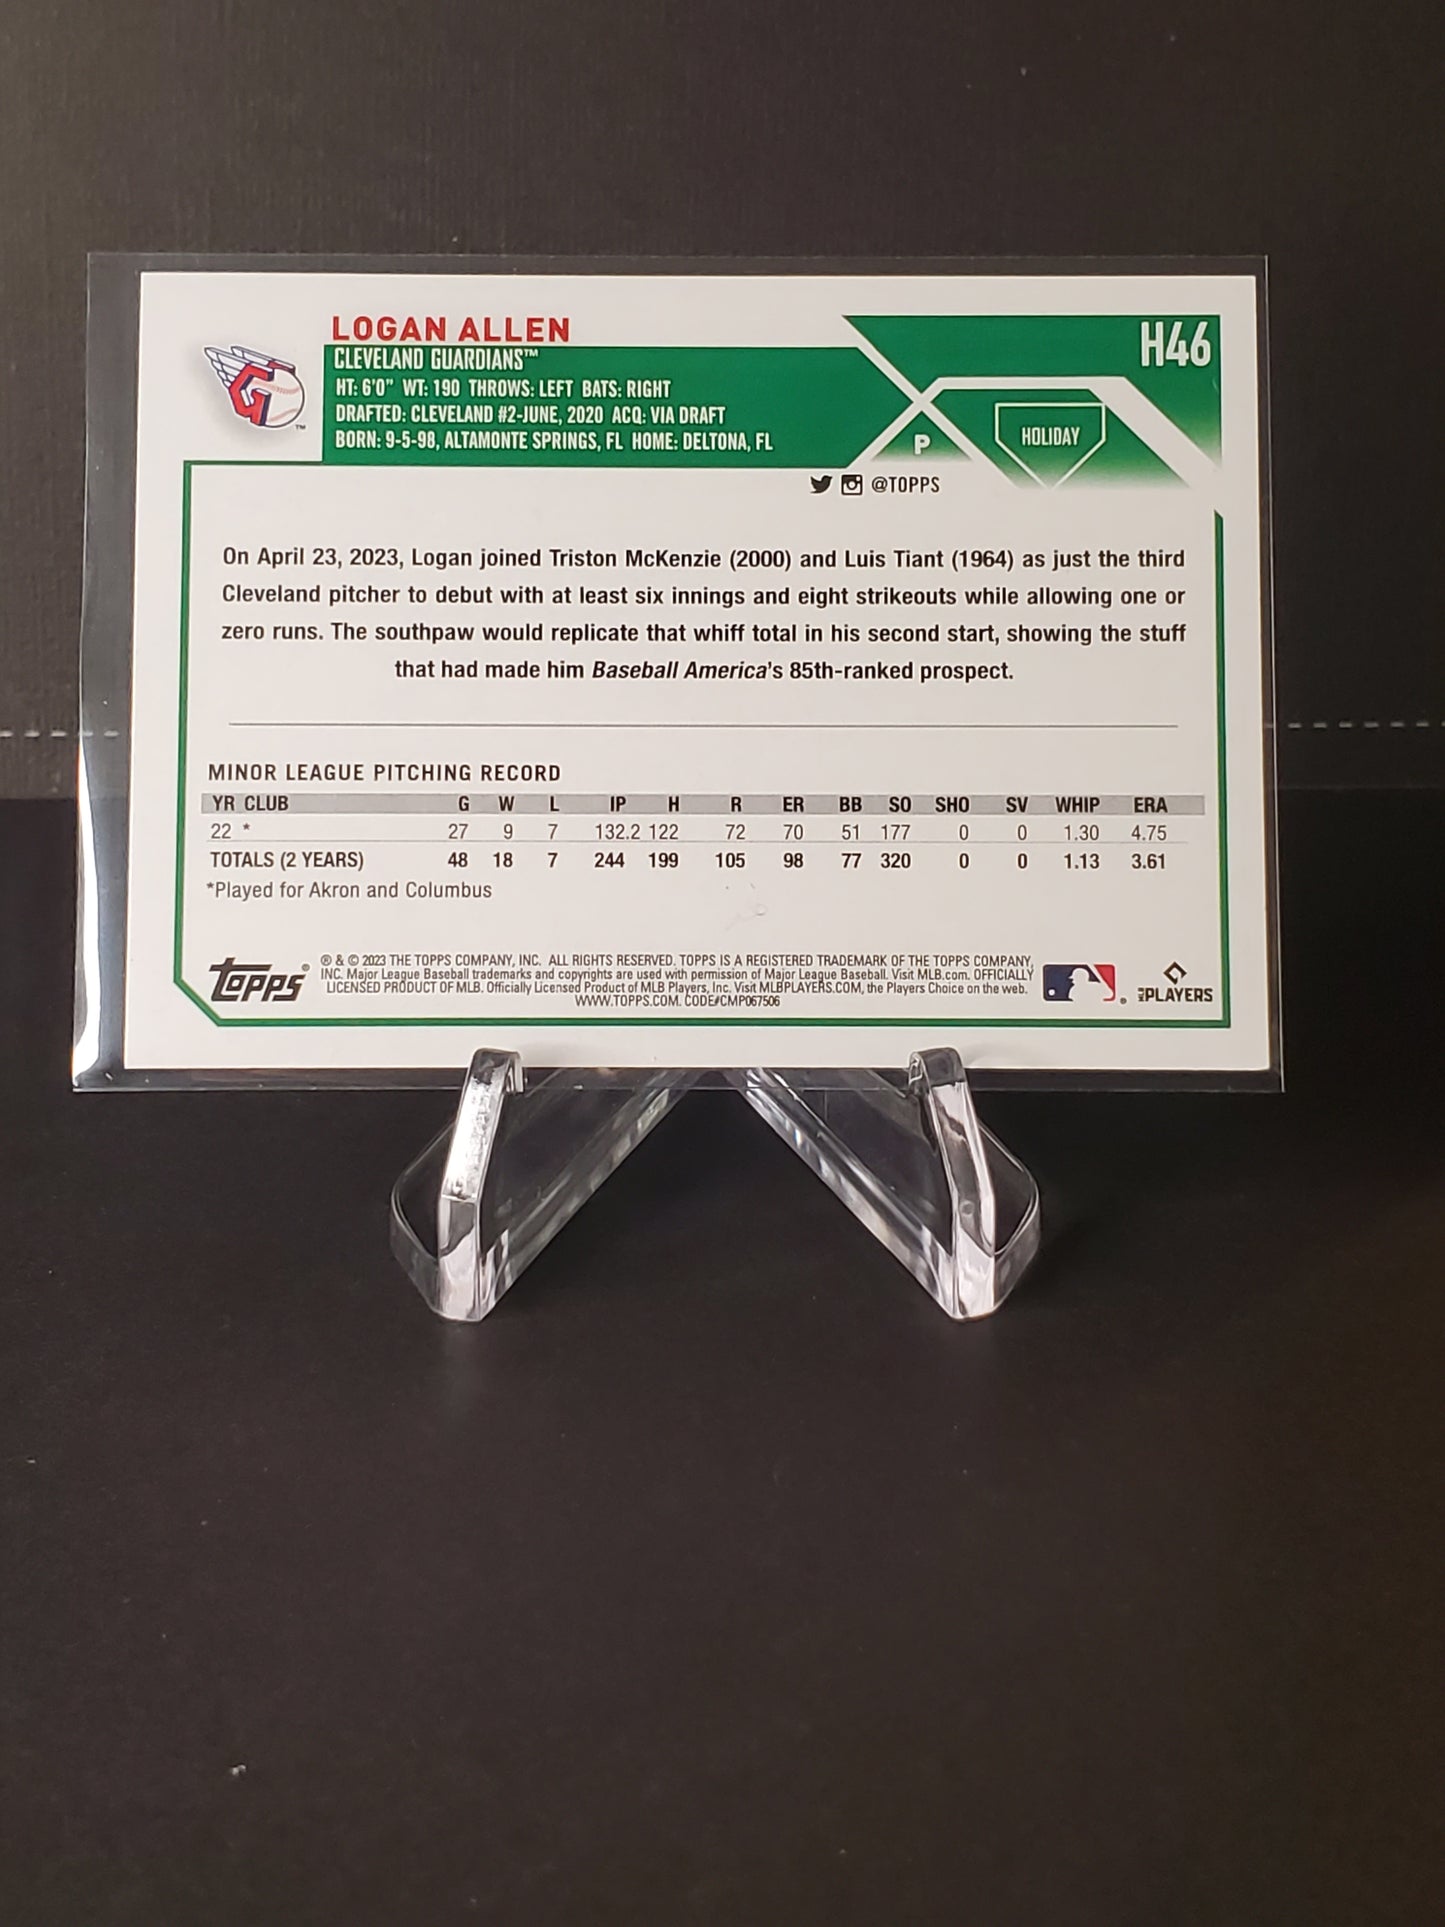 LOGAN ALLEN
H46
CLEVELAND GUARDIANS™
HT: 6'0" WT: 190 THROWS: LEFT BATS: RIGHT
DRAFTED: CLEVELAND #2-JUNE, 2020 ACQ: VIA DRAFT
BORN: 9-5-98, ALTAMONTE SPRINGS, FL HOME: DELTONA, FL
P
HOLIDAY
TM
@TOPPS
On April 23, 2023, Logan joined Triston McKenzie (2000) and Luis Tiant (1964) as just the third
Cleveland pitcher to debut with at least six innings and eight strikeouts while allowing one or
zero runs. The southpaw would replicate that whiff total in his second start, showing the stuff
that had made him Baseball America's 85th-ranked prospect.
MINOR LEAGUE PITCHING RECORD
YR CLUB G W L IP H R ER BB SO SHO SV WHIP ERA
22 * 27 9 7 132.2 122 72 70 51 177 0 0 1.30 4.75
TOTALS (2 YEARS) 48 18 7 244 199 105 98 77 320 0 0 1.13 3.61
*Played for Akron and Columbus
® & © 2023 THE TOPPS COMPANY, INC. ALL RIGHTS RESERVED. TOPPS IS A REGISTERED TRADEMARK OF THE TOPPS COMPANY,
INC. Major League Baseball trademarks and copyrights are used with permission of Major League Baseball. Visit MLB.com. OFFICIALLY
LICENSED PRODUCT OF MLB. Officially Licensed Product of MLB Players, Inc. Visit MLBPLAYERS.COM, the Players Choice on the web.
WWW.TOPPS.COM. CODE#CMP067506
TOPPS®
MLB PLAYERS